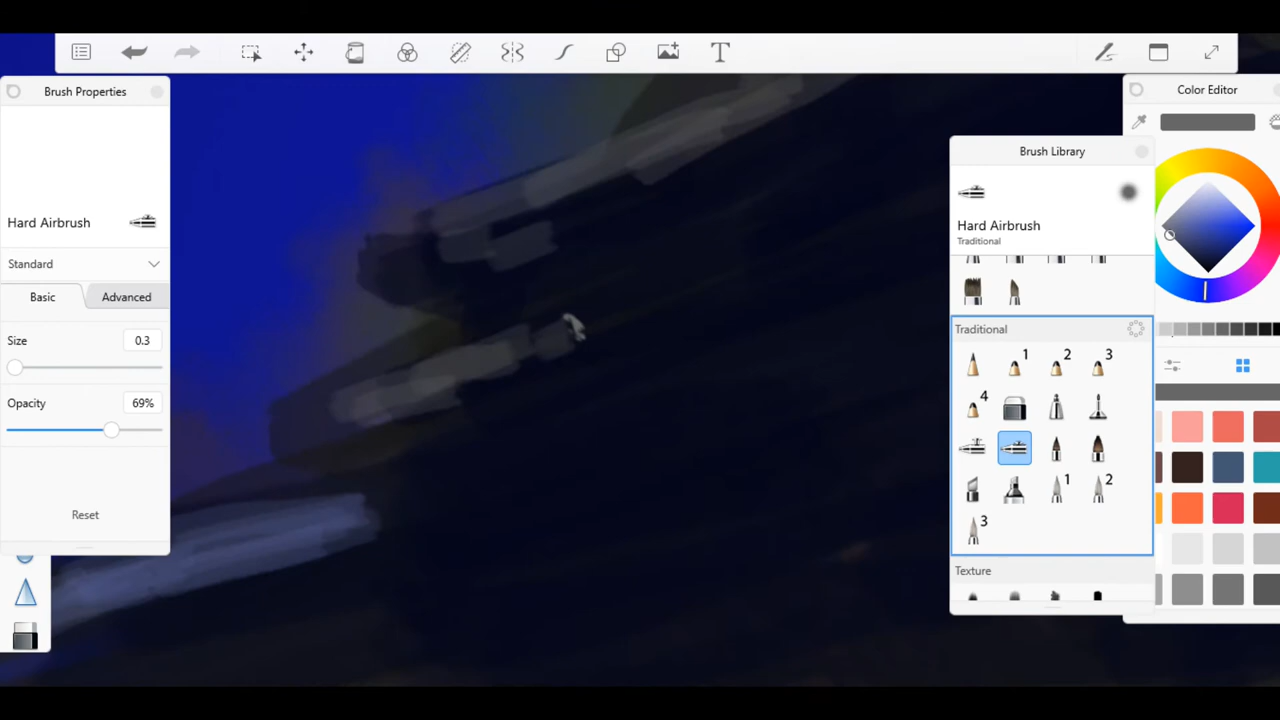 T
Brush Properties
Hard Airbrush
Standard
Basic
Advanced
Size
0.3
Opacity
69%
Reset
Brush Library
Hard Airbrush
Traditional
Traditional
1
2
3
4
1
2
3
Texture
Color Editor